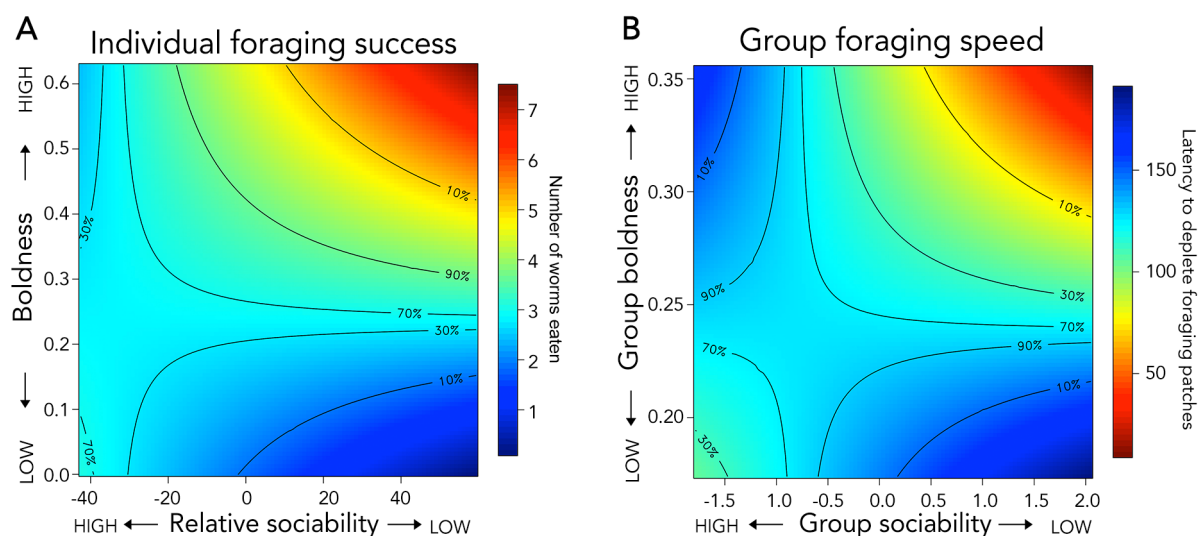 A
Individual foraging success
HIGH
Boldness
LOW
0.6
0.5
0.4
0.3
0.2
0.1
0.0
30%
70%
10%
90%
70%
30%
10%
-40
-20
0
20
40
HIGH
Relative sociability
LOW
7
6
5
4
3
2
1
Number of worms eaten
B
Group foraging speed
HIGH
Group boldness
LOW
0.35
0.30
0.25
0.20
10%
90%
70%
30%
10%
30%
70%
90%
10%
-1.5
1.0
-0.5
0.0
0.5
1.0
1.5
2.0
HIGH
Group sociability
LOW
150
100
50
Latency to deplete foraging patches